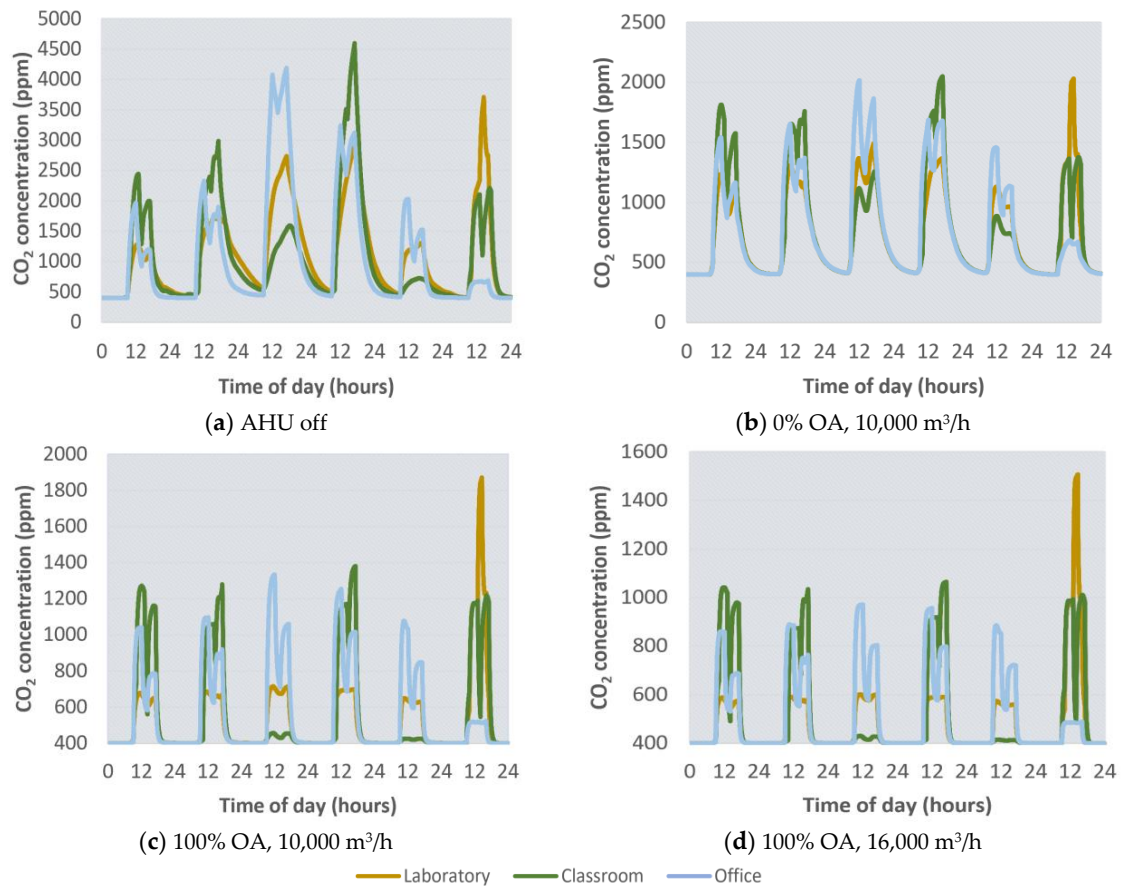 CO2 concentration (ppm)
5000
4500
4000
3500
3000
2500
2000
1500
1000
500
0
0 12 24 12 24 12 24 12 24 12 24 12 24
Time of day (hours)
(a) AHU off
CO2 concentration (ppm)
2500
2000
1500
1000
500
0
0 12 24 12 24 12 24 12 24 12 24 12 24
Time of day (hours)
(b) 0% OA, 10,000 m³/h
CO2 concentration (ppm)
2000
1800
1600
1400
1200
1000
800
600
400
0 12 24 12 24 12 24 12 24 12 24 12 24
Time of day (hours)
(c) 100% OA, 10,000 m³/h
CO2 concentration (ppm)
1600
1400
1200
1000
800
600
400
0 12 24 12 24 12 24 12 24 12 24 12 24
Time of day (hours)
(d) 100% OA, 16,000 m³/h
Laboratory Classroom Office